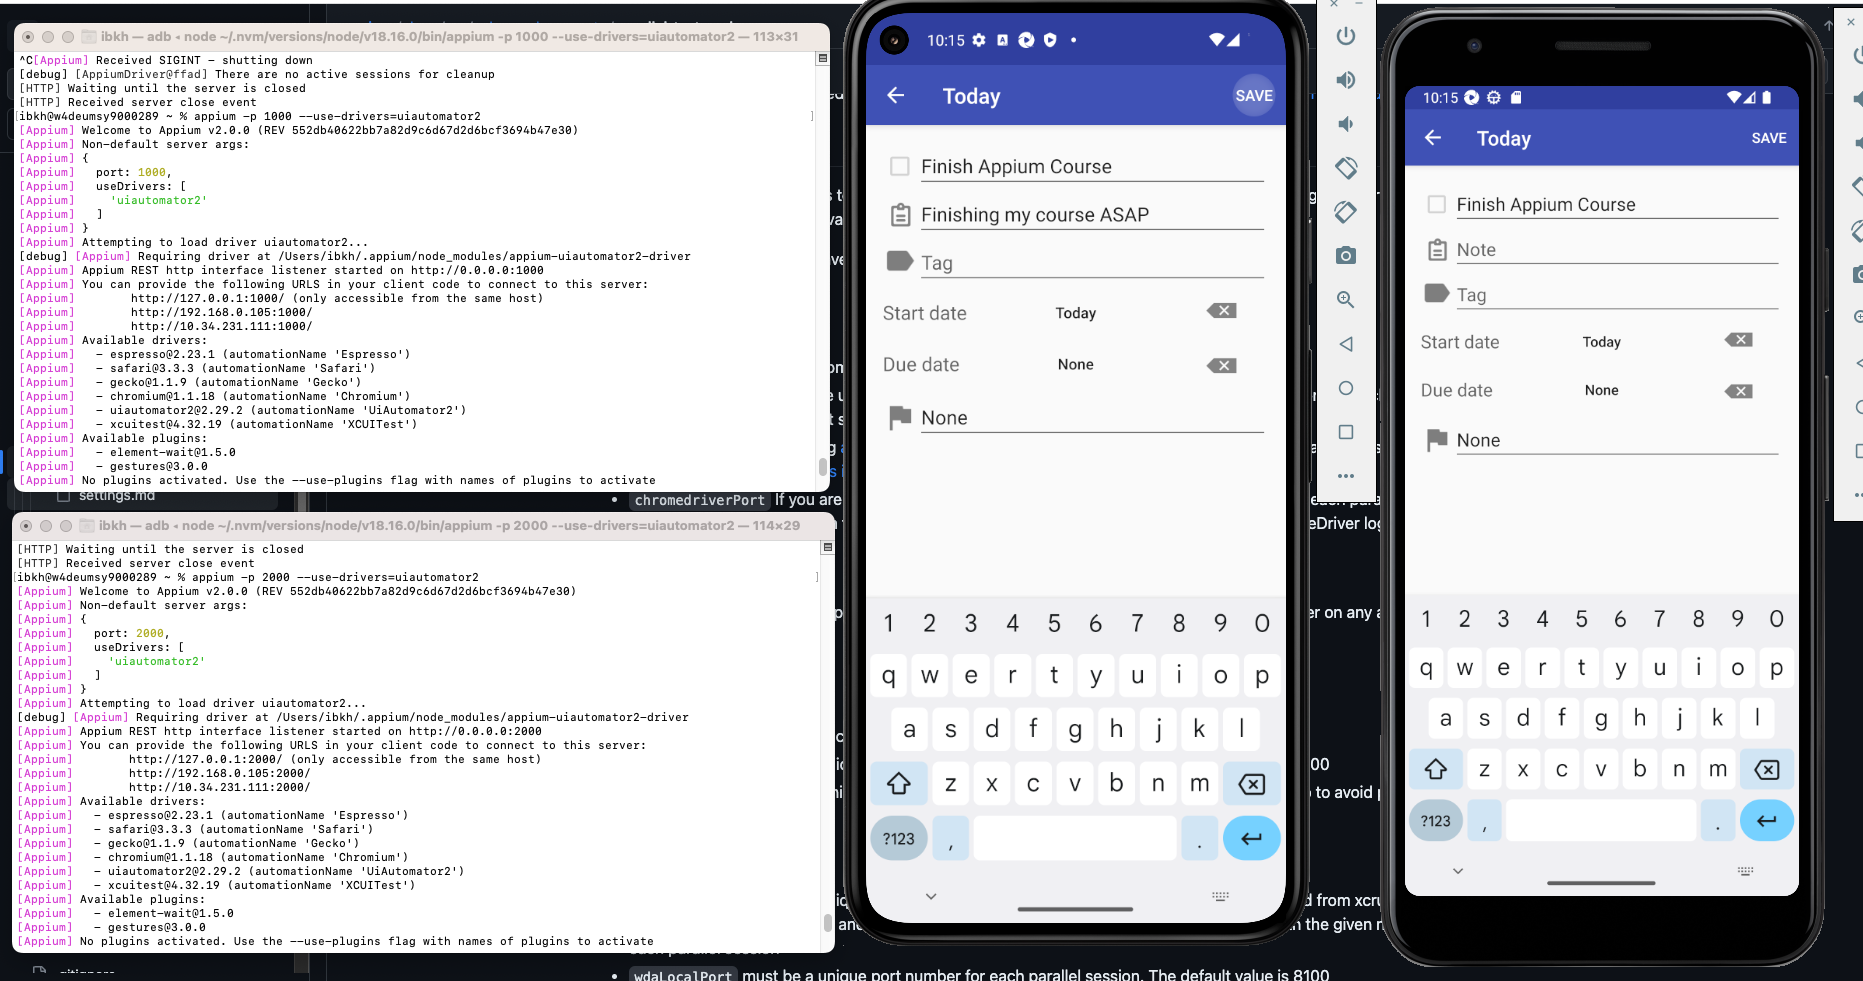 ibkh — adb ◂ node ~/.nvm/versions/node/v18.16.0/bin/appium -p 1000 --use-drivers=uiautomator2 — 113×31
^C[Appium] Received SIGINT – shutting down
[debug] [AppiumDriver@ffad] There are no active sessions for cleanup
[HTTP] Waiting until the server is closed
[HTTP] Received server close event
[ibkh@w4deumsy9000289 ~ % appium -p 1000 --use-drivers=uiautomator2 ]
[Appium] Welcome to Appium v2.0.0 (REV 552db40622bb7a82d9c6d67d2d6bcf3694b47e30)
[Appium] Non-default server args:
[Appium] {
[Appium]   port: 1000,
[Appium]   useDrivers: [
[Appium]     'uiautomator2'
[Appium]   ]
[Appium] }
[Appium] Attempting to load driver uiautomator2...
[debug] [Appium] Requiring driver at /Users/ibkh/.appium/node_modules/appium-uiautomator2-driver
[Appium] Appium REST http interface listener started on http://0.0.0.0:1000
[Appium] You can provide the following URLS in your client code to connect to this server:
[Appium] http://127.0.0.1:1000/ (only accessible from the same host)
[Appium] http://192.168.0.105:1000/
[Appium] http://10.34.231.111:1000/
[Appium] Available drivers:
[Appium]   – espresso@2.23.1 (automationName 'Espresso')
[Appium]   – safari@3.3.3 (automationName 'Safari')
[Appium]   – gecko@1.1.9 (automationName 'Gecko')
[Appium]   – chromium@1.1.18 (automationName 'Chromium')
[Appium]   – uiautomator2@2.29.2 (automationName 'UiAutomator2')
[Appium]   – xcuitest@4.32.19 (automationName 'XCUITest')
[Appium] Available plugins:
[Appium]   – element-wait@1.5.0
[Appium]   – gestures@3.0.0
[Appium] No plugins activated. Use the --use-plugins flag with names of plugins to activate
settings.md
ibkh — adb ◂ node ~/.nvm/versions/node/v18.16.0/bin/appium -p 2000 --use-drivers=uiautomator2 — 114×29
[HTTP] Waiting until the server is closed
[HTTP] Received server close event
[ibkh@w4deumsy9000289 ~ % appium -p 2000 --use-drivers=uiautomator2 ]
[Appium] Welcome to Appium v2.0.0 (REV 552db40622bb7a82d9c6d67d2d6bcf3694b47e30)
[Appium] Non-default server args:
[Appium] {
[Appium]   port: 2000,
[Appium]   useDrivers: [
[Appium]     'uiautomator2'
[Appium]   ]
[Appium] }
[Appium] Attempting to load driver uiautomator2...
[debug] [Appium] Requiring driver at /Users/ibkh/.appium/node_modules/appium-uiautomator2-driver
[Appium] Appium REST http interface listener started on http://0.0.0.0:2000
[Appium] You can provide the following URLS in your client code to connect to this server:
[Appium] http://127.0.0.1:2000/ (only accessible from the same host)
[Appium] http://192.168.0.105:2000/
[Appium] http://10.34.231.111:2000/
[Appium] Available drivers:
[Appium]   – espresso@2.23.1 (automationName 'Espresso')
[Appium]   – safari@3.3.3 (automationName 'Safari')
[Appium]   – gecko@1.1.9 (automationName 'Gecko')
[Appium]   – chromium@1.1.18 (automationName 'Chromium')
[Appium]   – uiautomator2@2.29.2 (automationName 'UiAutomator2')
[Appium]   – xcuitest@4.32.19 (automationName 'XCUITest')
[Appium] Available plugins:
[Appium]   – element-wait@1.5.0
[Appium]   – gestures@3.0.0
[Appium] No plugins activated. Use the --use-plugins flag with names of plugins to activate
10:15
Today SAVE
Finish Appium Course
Finishing my course ASAP
Tag
Start date Today
Due date None
None
1 2 3 4 5 6 7 8 9 0
q w e r t y u i o p
a s d f g h j k l
z x c v b n m
?123 , .
10:15
Today SAVE
Finish Appium Course
Note
Tag
Start date Today
Due date None
None
1 2 3 4 5 6 7 8 9 0
q w e r t y u i o p
a s d f g h j k l
z x c v b n m
?123 , .
chromedriverPort If you are
eDriver log
er on any a
to avoid
d from xcru
the given
wdaLocalPort must be a unique port number for each parallel session. The default value is 8100